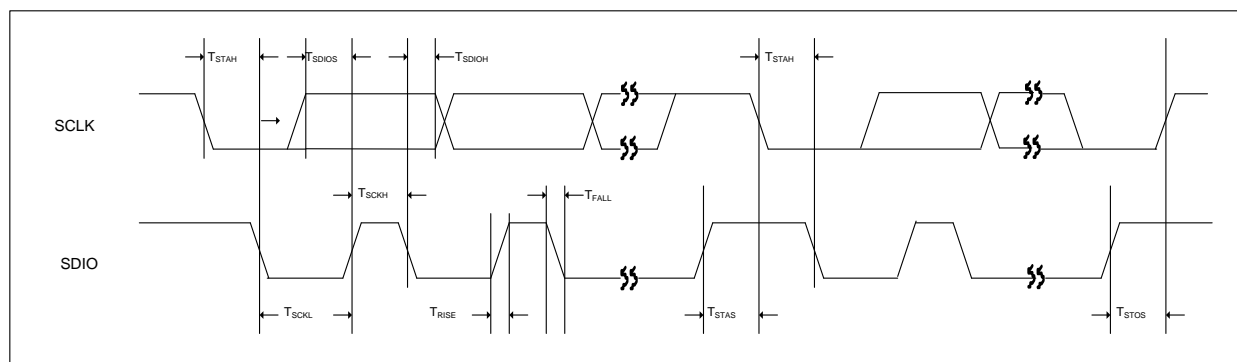 TSTAH TSDIOS TSDIOH TSTAH
SCLK
TSCKH TFALL
SDIO
TSCKL TRISE TSTAS TSTOS